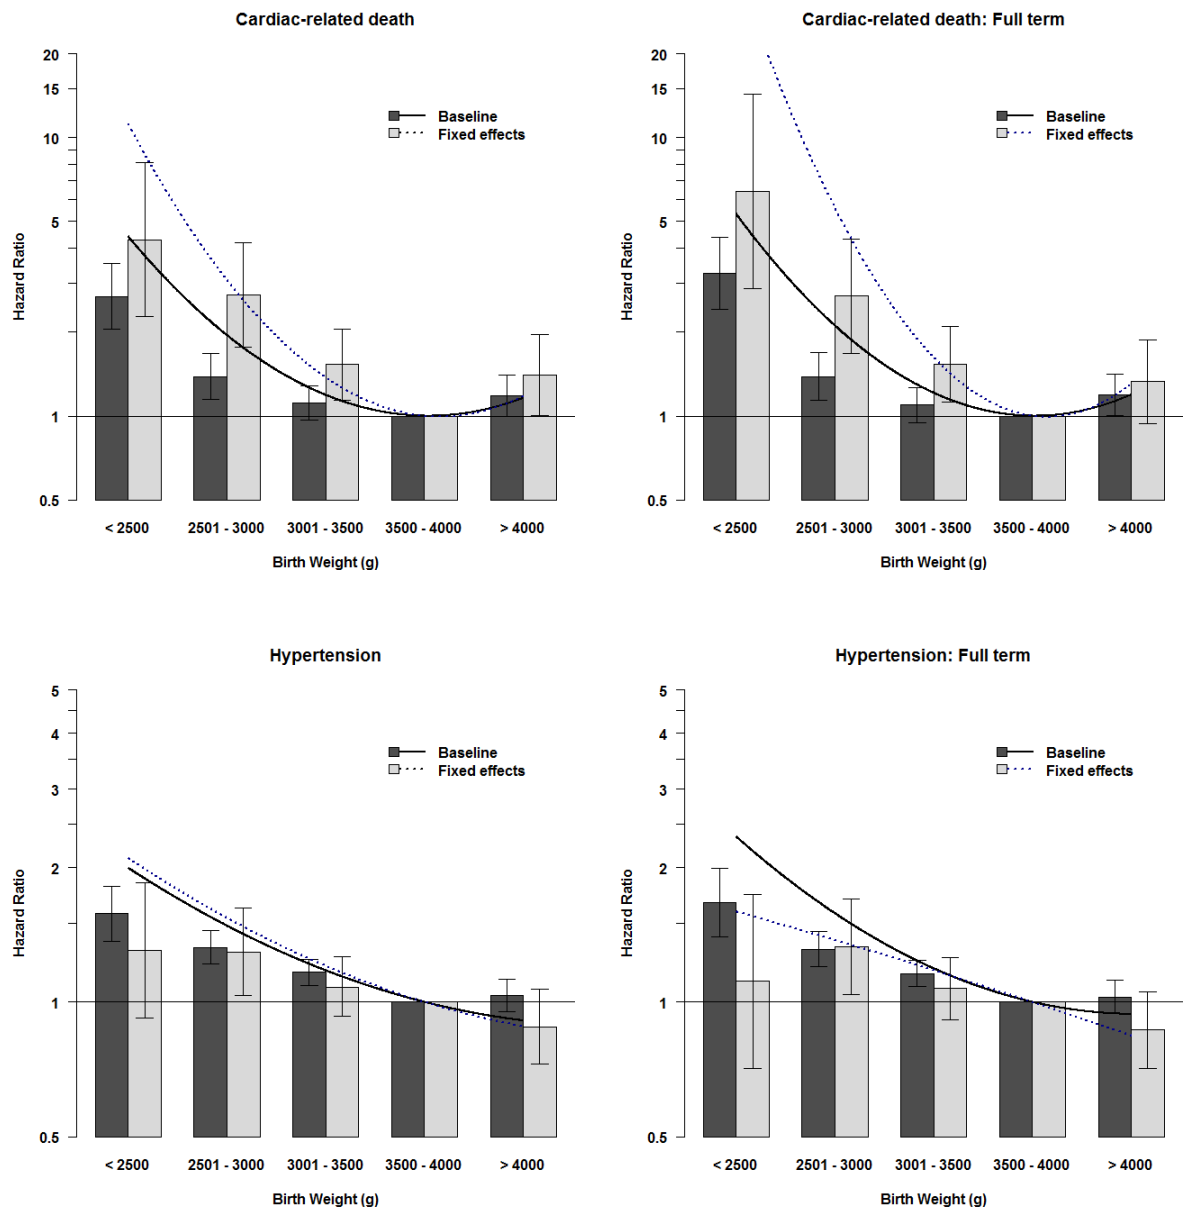 Cardiac-related death
20
15
10
5
1
0.5
Hazard Ratio
Baseline
Fixed effects
< 2500 2501 - 3000 3001 - 3500 3500 - 4000 > 4000
Birth Weight (g)
Cardiac-related death: Full term
20
15
10
5
1
0.5
Hazard Ratio
Baseline
Fixed effects
< 2500 2501 - 3000 3001 - 3500 3500 - 4000 > 4000
Birth Weight (g)
Hypertension
5
4
3
2
1
0.5
Hazard Ratio
Baseline
Fixed effects
< 2500 2501 - 3000 3001 - 3500 3500 - 4000 > 4000
Birth Weight (g)
Hypertension: Full term
5
4
3
2
1
0.5
Hazard Ratio
Baseline
Fixed effects
< 2500 2501 - 3000 3001 - 3500 3500 - 4000 > 4000
Birth Weight (g)